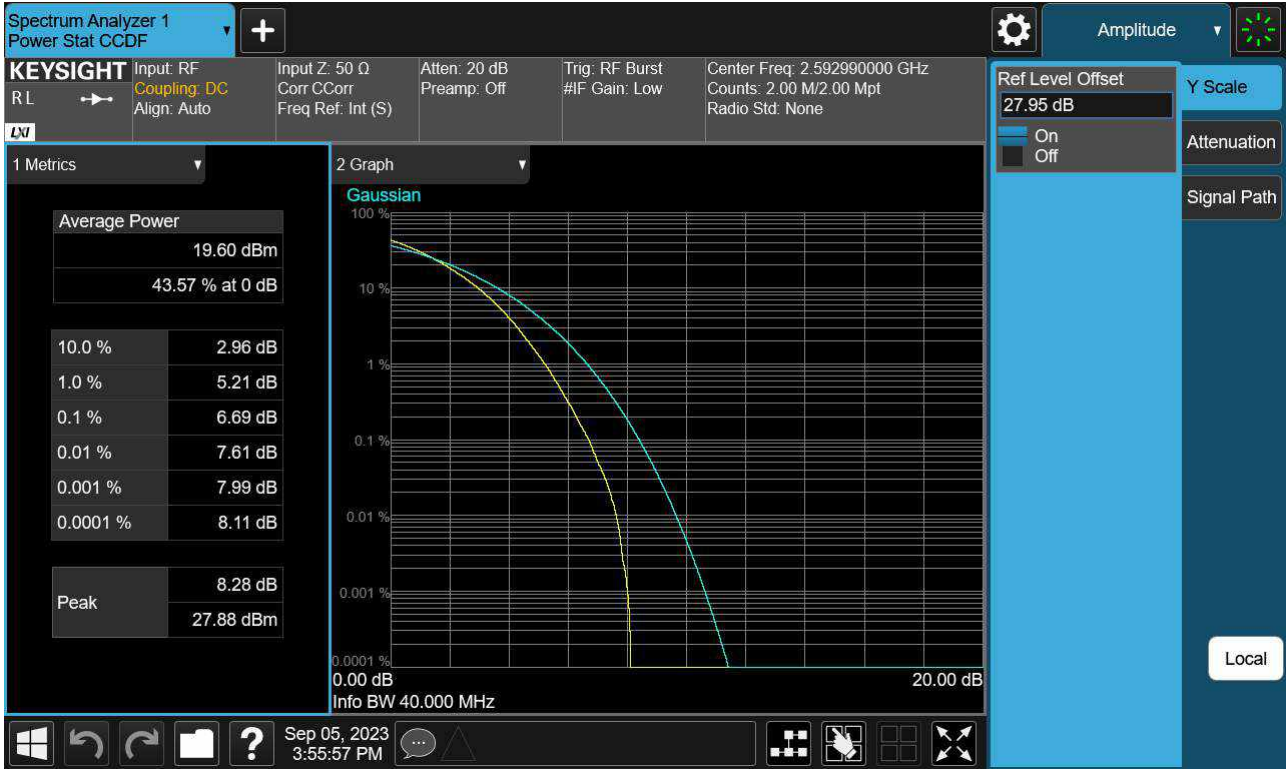 Spectrum Analyzer 1
Power Stat CCDF
Amplitude
KEYSIGHT
RL
LXI
Input: RF
Coupling: DC
Align: Auto
Input Z: 50 Ω
Corr CCorr
Freq Ref: Int (S)
Atten: 20 dB
Preamp: Off
Trig: RF Burst
#IF Gain: Low
Center Freq: 2.592990000 GHz
Counts: 2.00 M/2.00 Mpt
Radio Std: None
Ref Level Offset
27.95 dB
On
Off
Y Scale
Attenuation
Signal Path
Local
1 Metrics
Average Power
19.60 dBm
43.57 % at 0 dB
10.0 % 2.96 dB
1.0 % 5.21 dB
0.1 % 6.69 dB
0.01 % 7.61 dB
0.001 % 7.99 dB
0.0001 % 8.11 dB
Peak
8.28 dB
27.88 dBm
2 Graph
Gaussian
100 %
10 %
1 %
0.1 %
0.01 %
0.001 %
0.0001 %
0.00 dB 20.00 dB
Info BW 40.000 MHz
?
Sep 05, 2023
3:55:57 PM